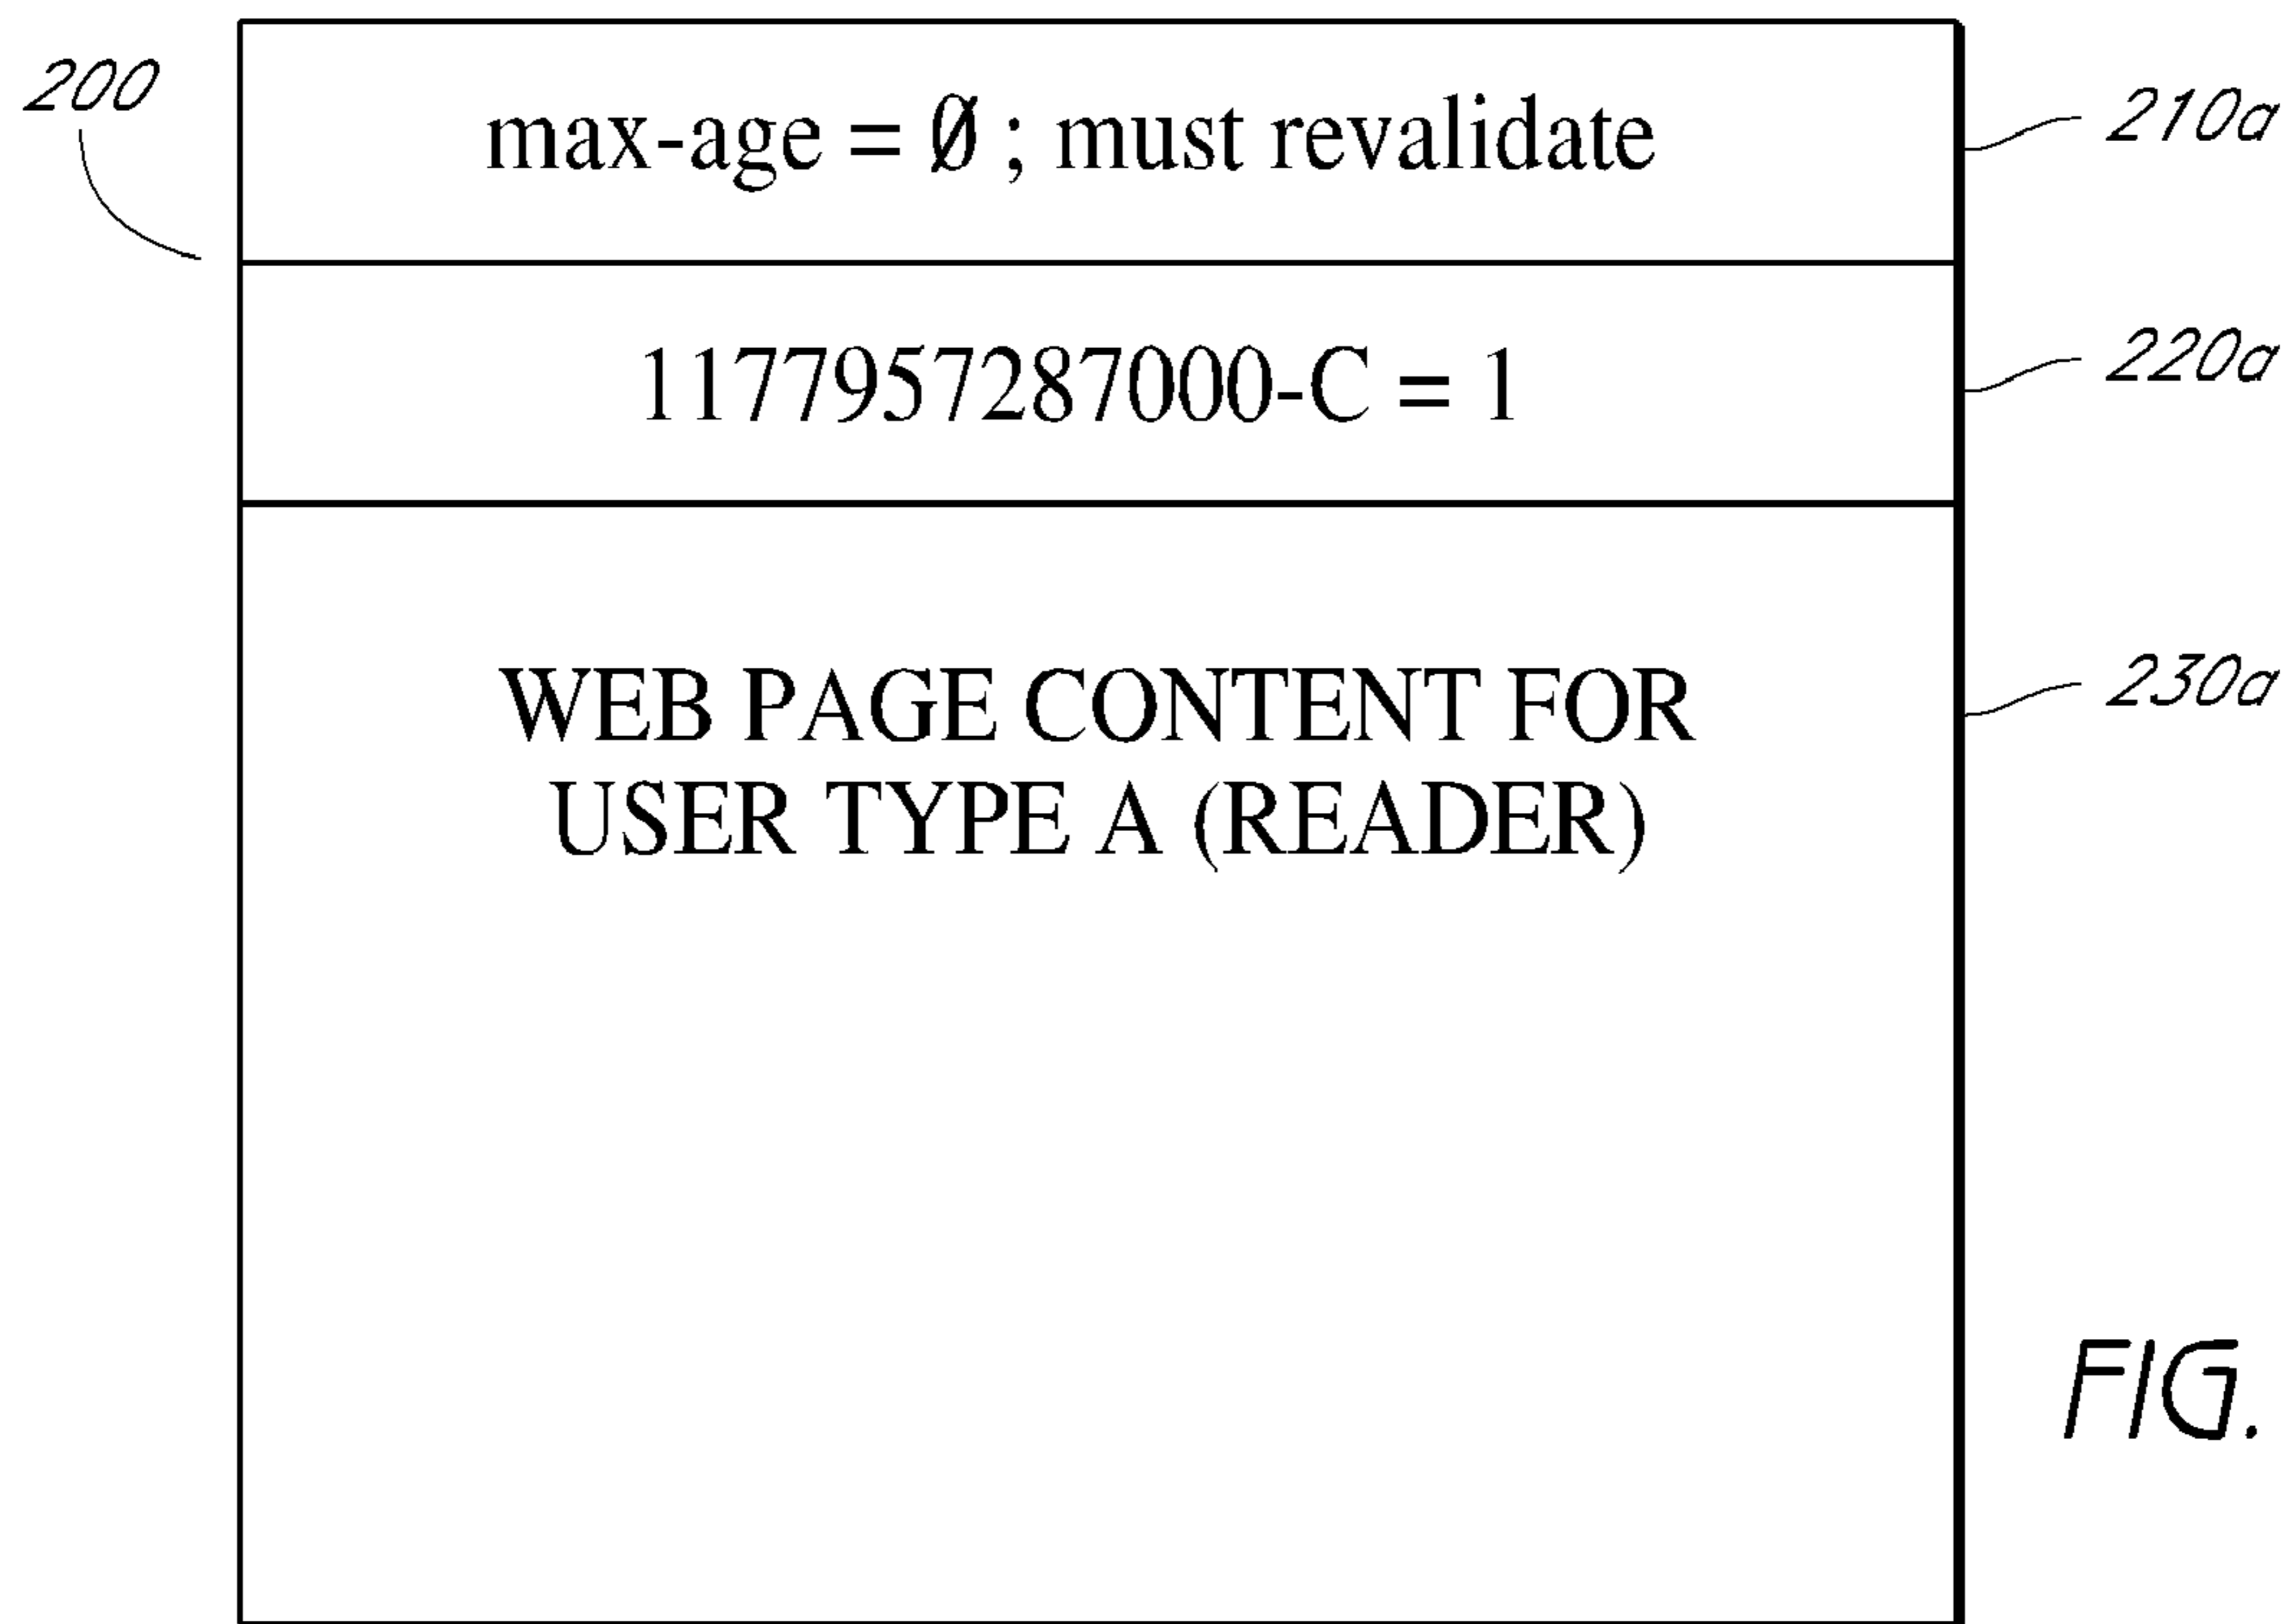 200
max-age = Ø ; must revalidate
210a
1177957287000-C = 1
220a
WEB PAGE CONTENT FOR
230a
USER TYPE A (READER)
FIG.